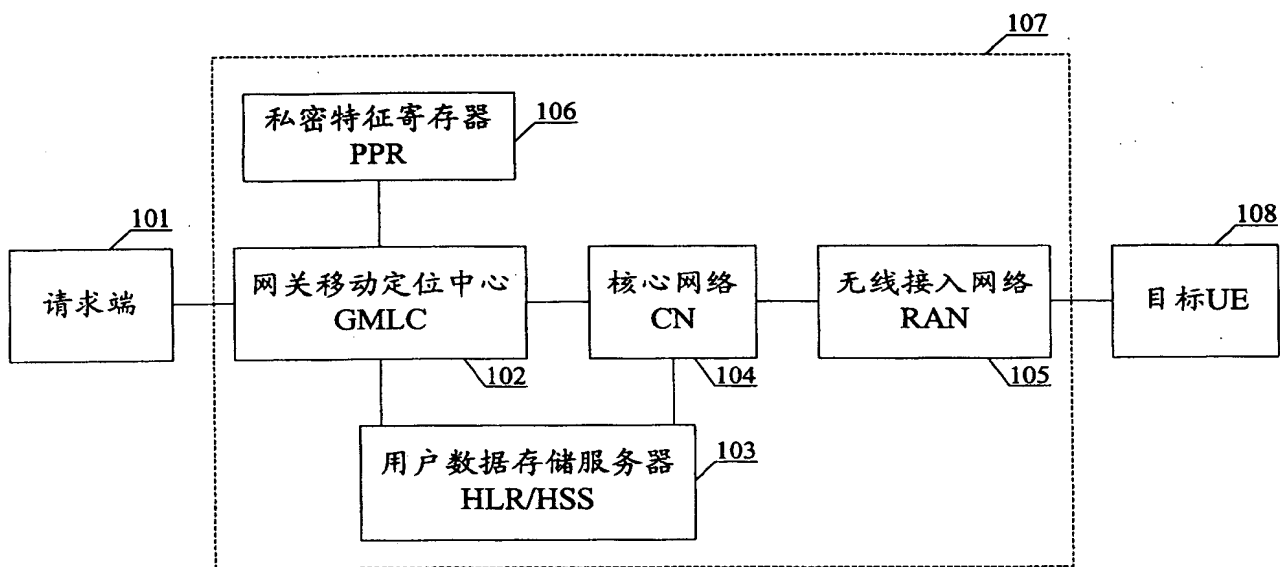 107
私密特征寄存器
PPR
106
101
请求端
网关移动定位中心
GMLC
102
核心网络
CN
104
无线接入网络
RAN
105
108
目标UE
用户数据存储服务器
HLR/HSS
103